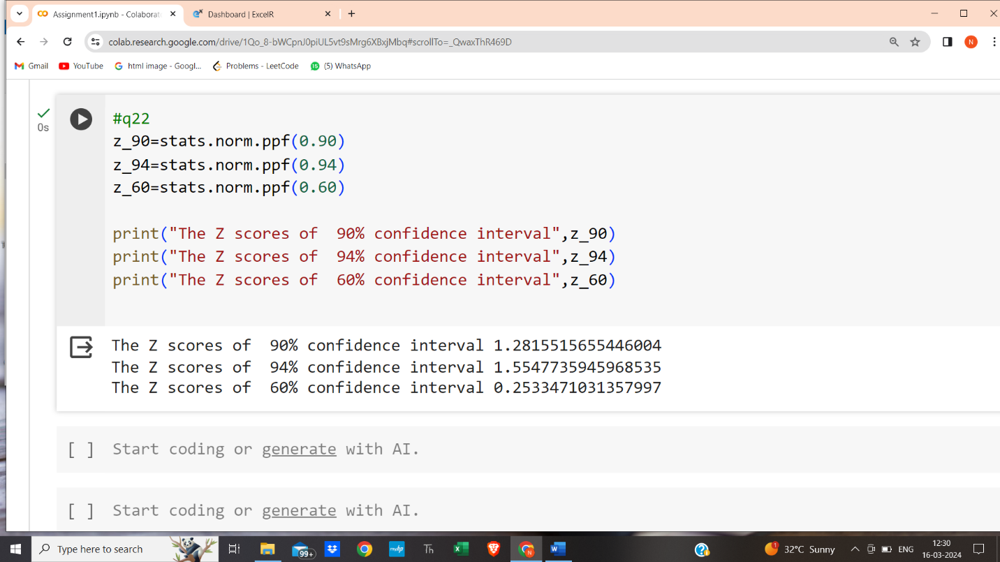 Assignment1.ipynb - Colaborat
Dashboard | ExcelR
colab.research.google.com/drive/1Qo_8-bWCpnJ0piUL5vt9sMrg6XBxjMbq#scrollTo=_QwaxThR469D
N
Gmail
YouTube
html image - Googl...
Problems - LeetCode
15
(5) WhatsApp
0s
#q22
z_90=stats.norm.ppf(0.90)
z_94=stats.norm.ppf(0.94)
z_60=stats.norm.ppf(0.60)
print("The Z scores of  90% confidence interval",z_90)
print("The Z scores of  94% confidence interval",z_94)
print("The Z scores of  60% confidence interval",z_60)
The Z scores of  90% confidence interval 1.2815515655446004
The Z scores of  94% confidence interval 1.5547735945968535
The Z scores of  60% confidence interval 0.2533471031357997
[ ] Start coding or generate with AI.
[ ] Start coding or generate with AI.
Type here to search
99+
mvhp
Th
X
N
W
1
32°C Sunny
ENG
12:30
16-03-2024